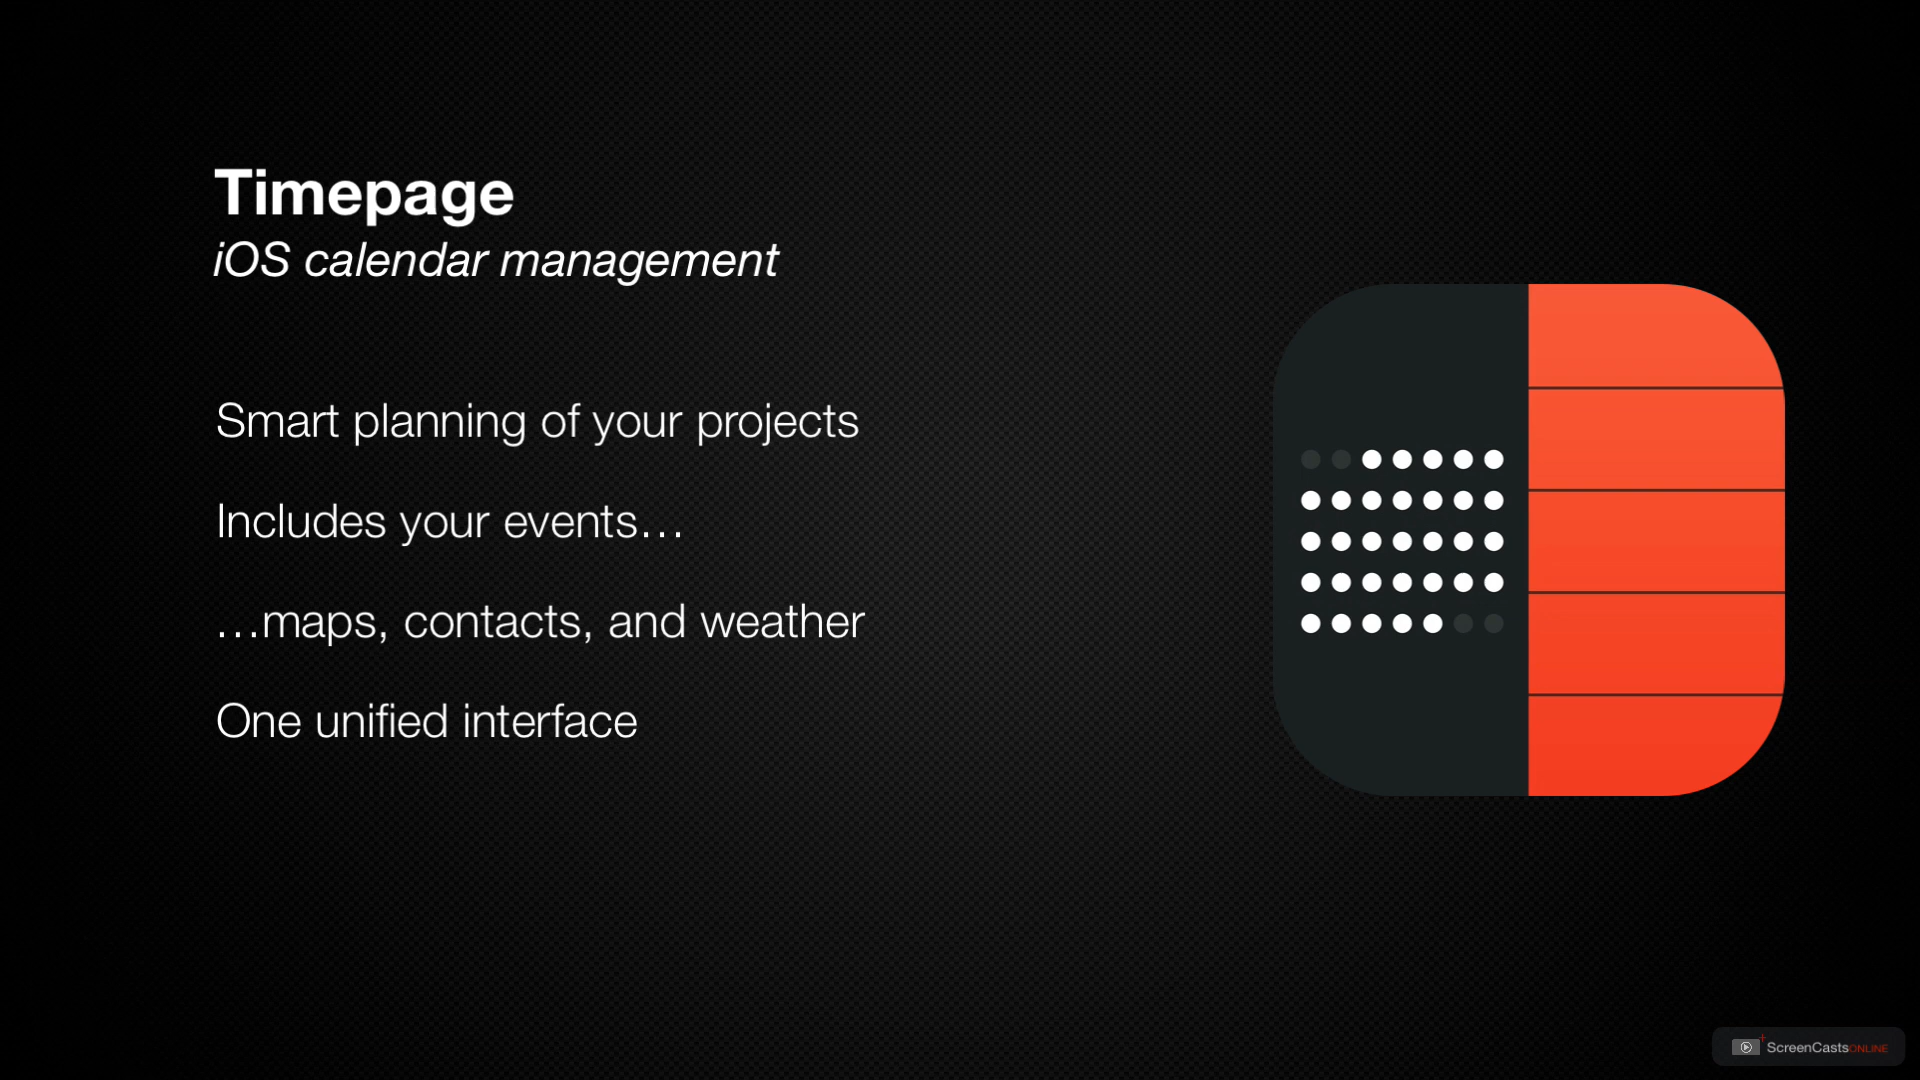 Timepage
iOS calendar management
Smart planning of your projects
Includes your events…
…maps, contacts, and weather
One unified interface
ScreenCastsONLINE